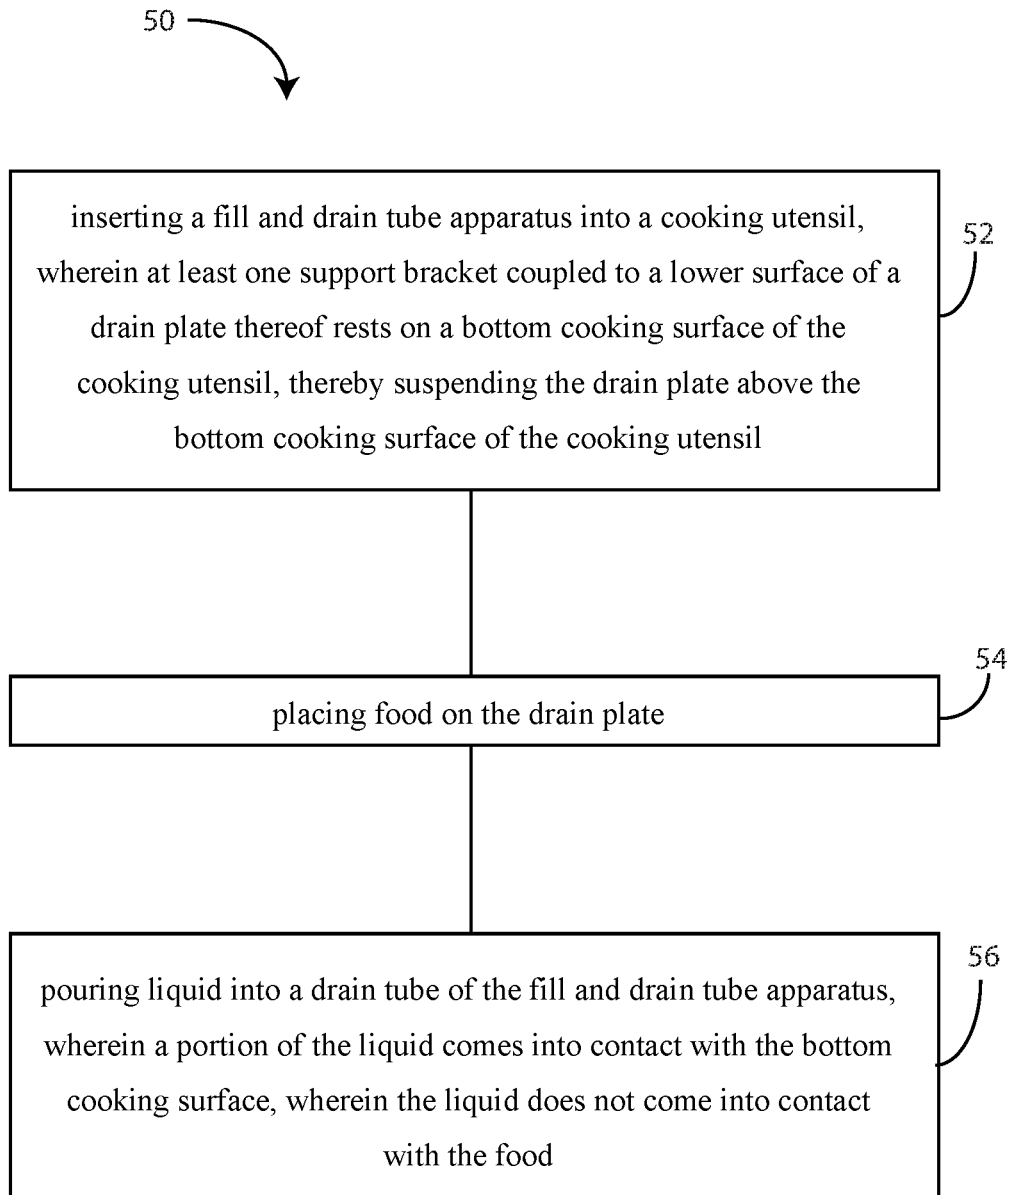 50
inserting a fill and drain tube apparatus into a cooking utensil,
52
wherein at least one support bracket coupled to a lower surface of a
drain plate thereof rests on a bottom cooking surface of the
cooking utensil, thereby suspending the drain plate above the
bottom cooking surface of the cooking utensil
54
placing food on the drain plate
56
pouring liquid into a drain tube of the fill and drain tube apparatus,
wherein a portion of the liquid comes into contact with the bottom
cooking surface, wherein the liquid does not come into contact
with the food